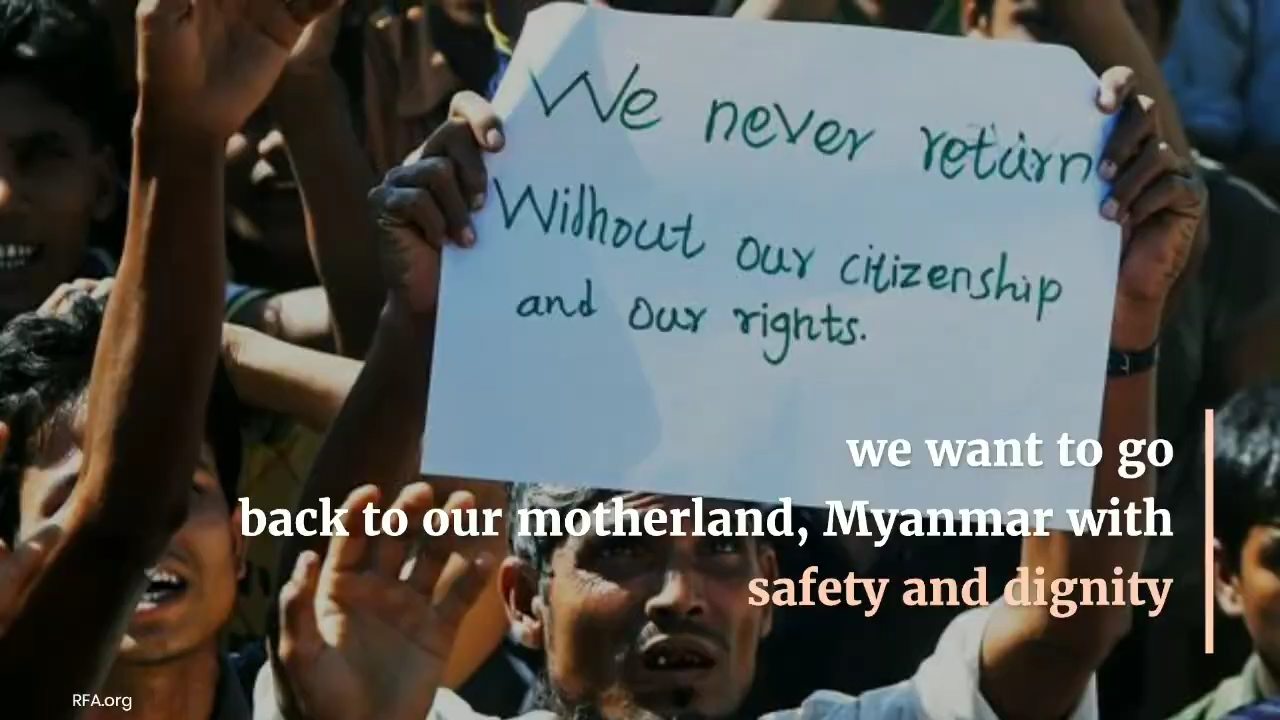 We never return
Widhout our citizenship
and our rights.
we want to go
back to our motherland, Myanmar with
safety and dignity
RFA.org